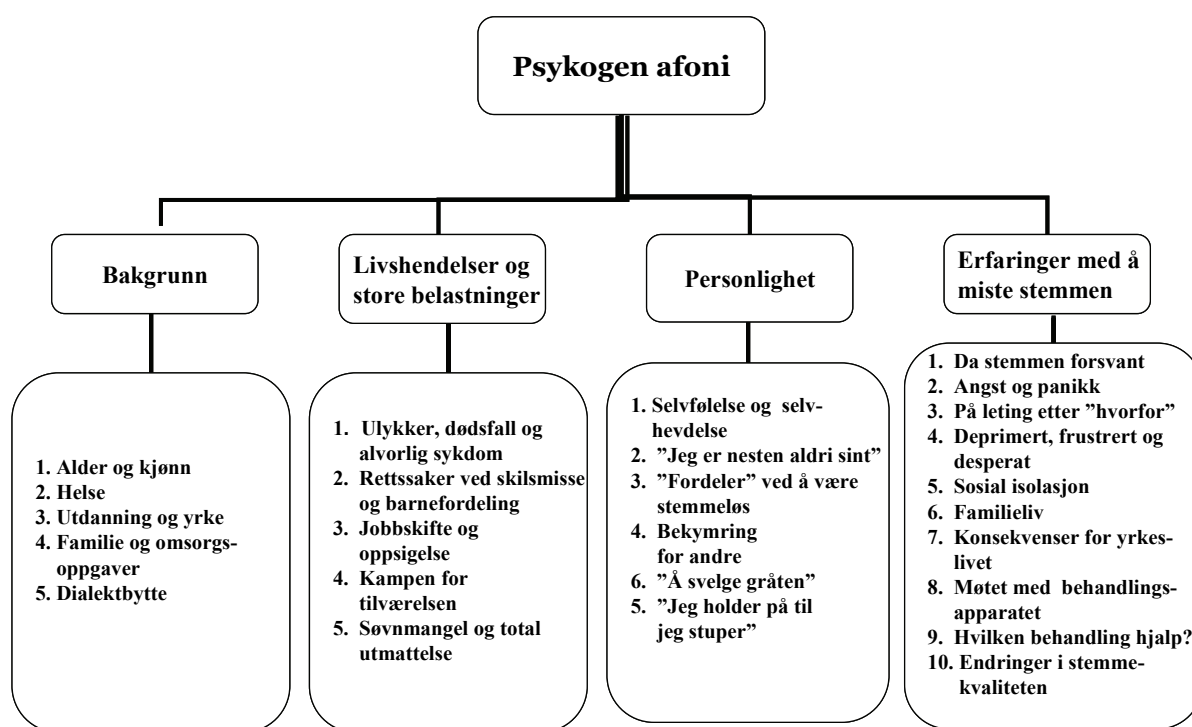 Psykogen afoni
Bakgrunn
Livshendelser og
store belastninger
Personlighet
Erfaringer med å
miste stemmen
1. Alder og kjønn
2. Helse
3. Utdanning og yrke
4. Familie og omsorgs-
oppgaver
5. Dialektbytte
1. Ulykker, dødsfall og
alvorlig sykdom
2. Rettssaker ved skilsmisse
og barnefordeling
3. Jobbskifte og
oppsigelse
4. Kampen for
tilværelsen
5. Søvnmangel og total
utmattelse
1. Selvfølelse og selv-
hevdelse
2. ”Jeg er nesten aldri sint”
3. ”Fordeler” ved å være
stemmeløs
4. Bekymring
for andre
6. ”Å svelge gråten”
5. ”Jeg holder på til
jeg stuper”
1. Da stemmen forsvant
2. Angst og panikk
3. På leting etter ”hvorfor”
4. Deprimert, frustrert og
desperat
5. Sosial isolasjon
6. Familieliv
7. Konsekvenser for yrkes-
livet
8. Møtet med behandlings-
apparatet
9. Hvilken behandling hjalp?
10. Endringer i stemme-
kvaliteten